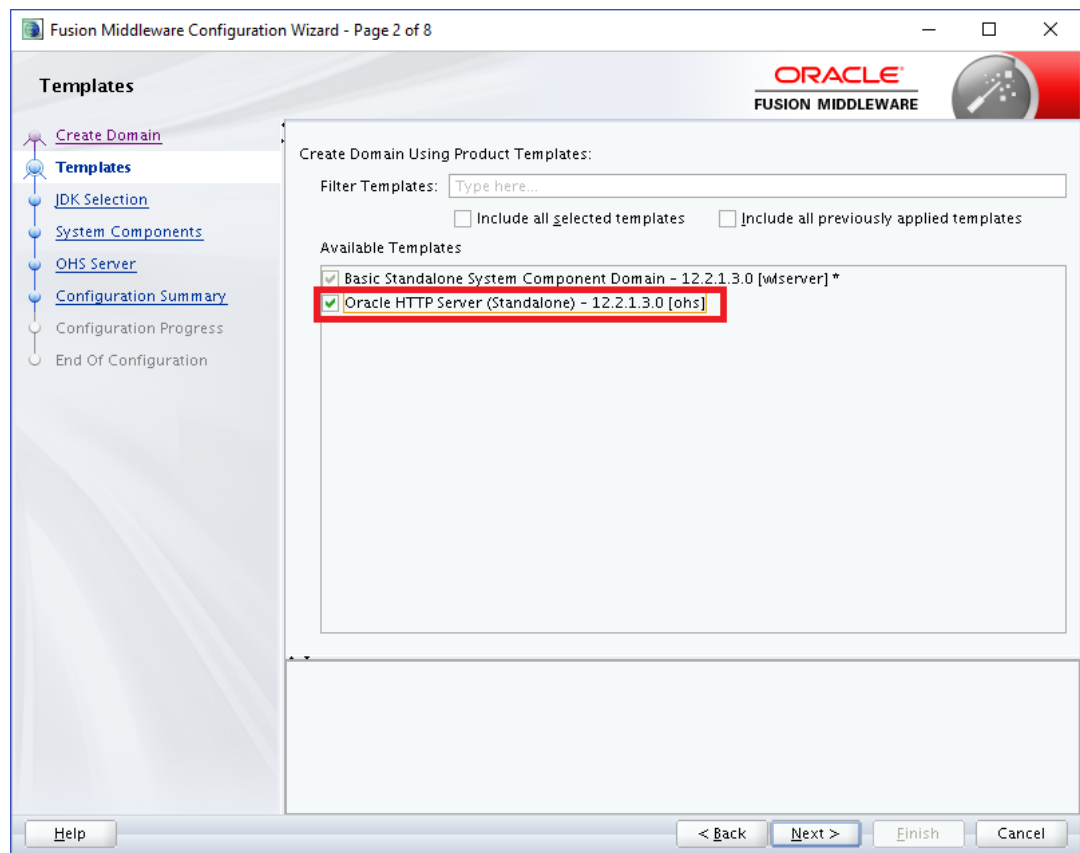 Fusion Middleware Configuration Wizard - Page 2 of 8
Templates
ORACLE
FUSION MIDDLEWARE
Create Domain
Templates
JDK Selection
System Components
OHS Server
Configuration Summary
Configuration Progress
End Of Configuration
Create Domain Using Product Templates:
Filter Templates: Type here...
Include all selected templates Include all previously applied templates
Available Templates
Basic Standalone System Component Domain - 12.2.1.3.0 [wlserver] *
Oracle HTTP Server (Standalone) - 12.2.1.3.0 [ohs]
Help < Back Next > Finish Cancel